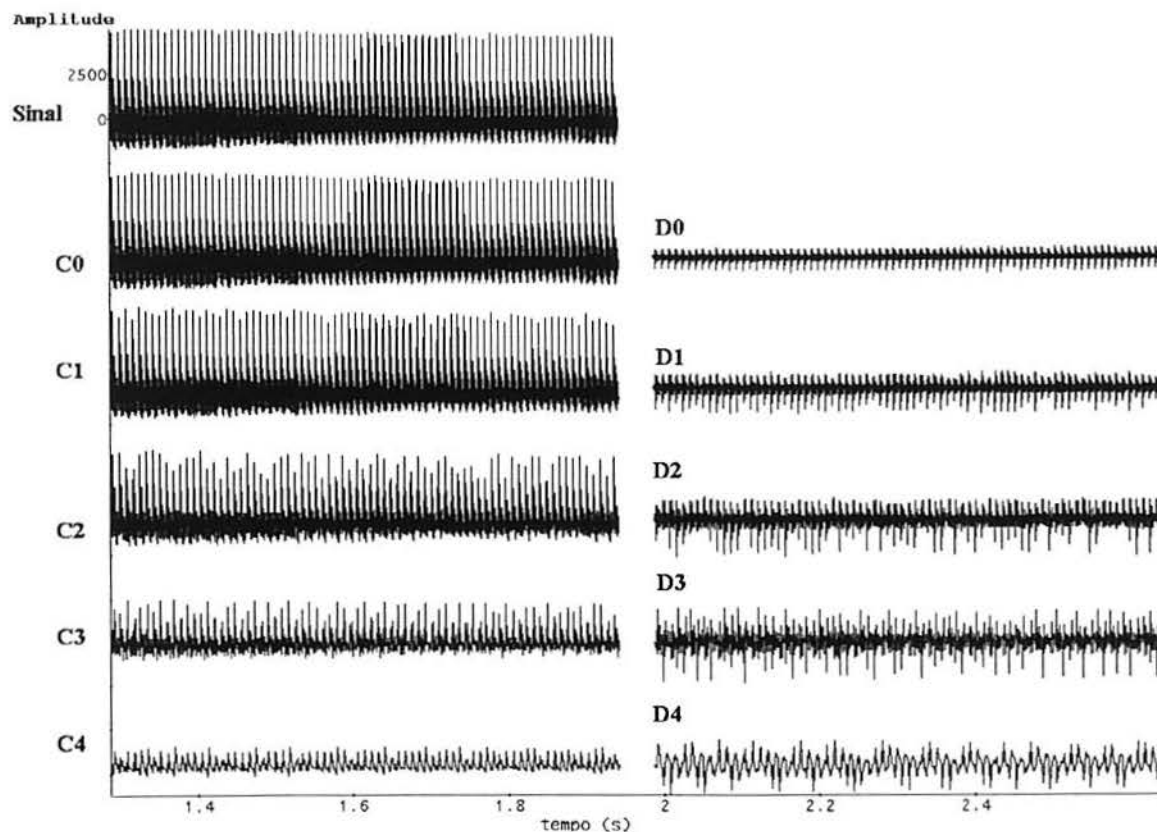 Amplitude
2500
Sinal 0
D0
C0
C1 D1
D2
C2
D3
C3
C4 D4
1.4 1.6 1.8 2 2.2 2.4
tempo (s)